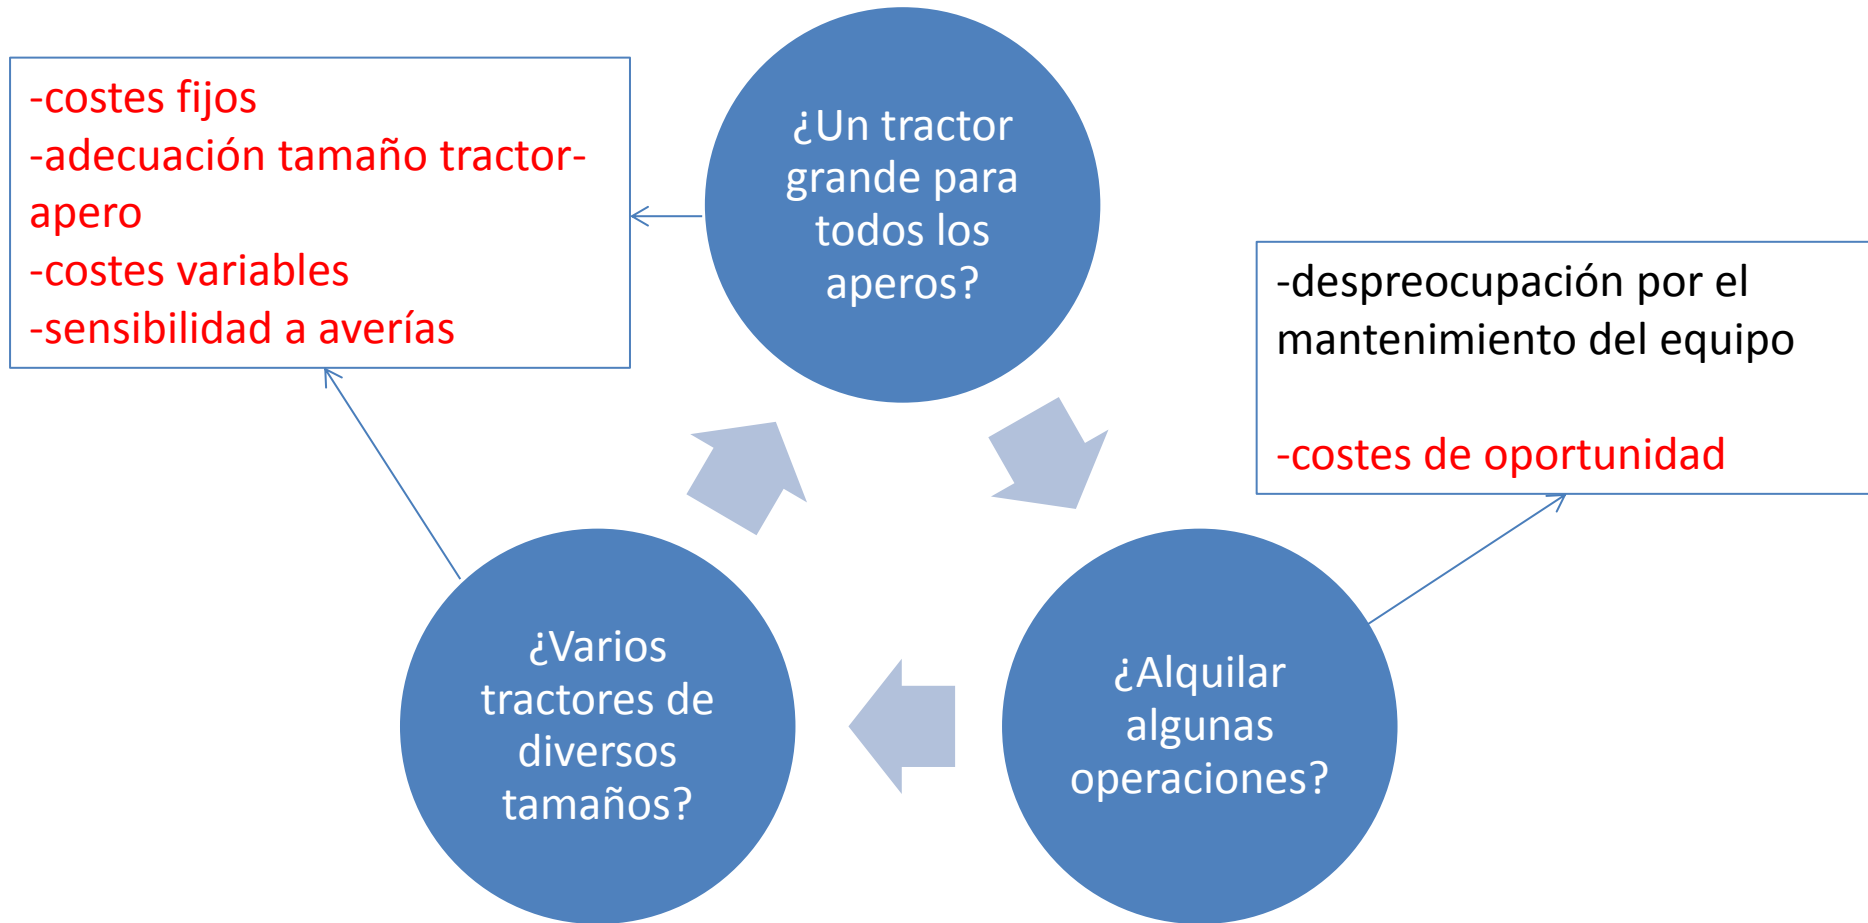 -costes fijos
-adecuación tamaño tractor-
apero
-costes variables
-sensibilidad a averías
¿Un tractor
grande para
todos los
aperos?
-despreocupación por el
mantenimiento del equipo
-costes de oportunidad
¿Varios
tractores de
diversos
tamaños?
¿Alquilar
algunas
operaciones?